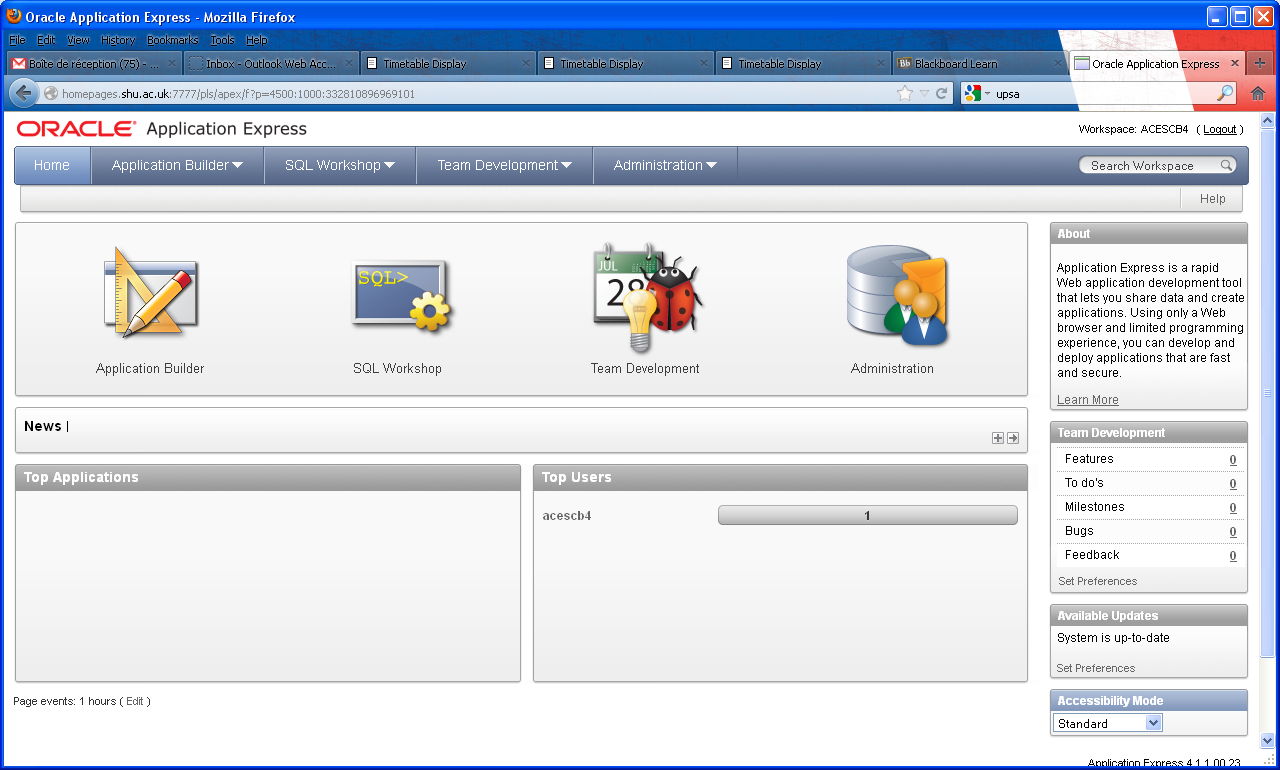 Oracle Application Express - Mozilla Firefox
File Edit View History Bookmarks Tools Help
Boîte de réception (75) - ... Inbox - Outlook Web Acc... Timetable Display Timetable Display Timetable Display Bb Blackboard Learn Oracle Application Express
homepages.shu.ac.uk:7777/pls/apex/f?p=4500:1000:332810896969101 upsa
ORACLE® Application Express Workspace: ACESCB4 ( Logout )
Home Application Builder SQL Workshop Team Development Administration Search Workspace
Help
SQL>
JUL
28
Application Builder SQL Workshop Team Development Administration
News |
Top Applications
Top Users
acescb4 1
Page events: 1 hours ( Edit )
About
Application Express is a rapid
Web application development tool
that lets you share data and create
applications. Using only a Web
browser and limited programming
experience, you can develop and
deploy applications that are fast
and secure.
Learn More
Team Development
Features 0
To do's 0
Milestones 0
Bugs 0
Feedback 0
Set Preferences
Available Updates
System is up-to-date
Set Preferences
Accessibility Mode
Standard
Application Express 4.1.1.00.23